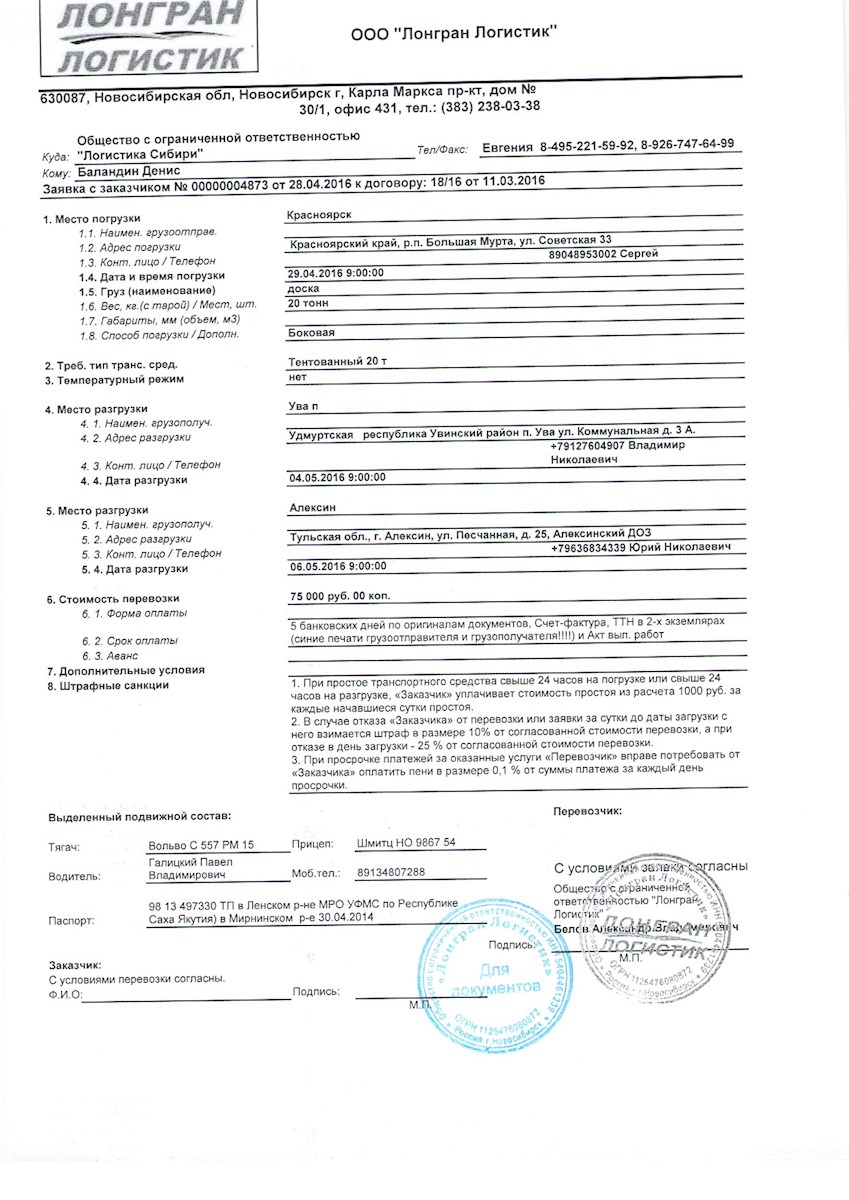 ЛОНГРАН
ЛОГИСТИК
ООО "Лонгран Логистик"
630087, Новосибирская обл, Новосибирск г, Карла Маркса пр-кт, дом №
30/1, офис 431, тел.: (383) 238-03-38
Общество с ограниченной ответственностью
Куда: "Логистика Сибири" Тел/Факс: Евгения 8-495-221-59-92, 8-926-747-64-99
Кому: Баландин Денис
Заявка с заказчиком № 00000004873 от 28.04.2016 к договору: 18/16 от 11.03.2016
1. Место погрузки Красноярск
1.1. Наимен. грузоотправ.
1.2. Адрес погрузки Красноярский край, р.п. Большая Мурта, ул. Советская 33
1.3. Конт. лицо / Телефон 89048953002 Сергей
1.4. Дата и время погрузки 29.04.2016 9:00:00
1.5. Груз (наименование) доска
1.6. Вес, кг.(с тарой) / Мест, шт. 20 тонн
1.7. Габариты, мм (объем, м3)
1.8. Способ погрузки / Дополн. Боковая
2. Треб. тип транс. сред. Тентованный 20 т
3. Температурный режим нет
4. Место разгрузки Ува п
4. 1. Наимен. грузополуч.
4. 2. Адрес разгрузки Удмуртская республика Увинский район п. Ува ул. Коммунальная д. 3 А.
+79127604907 Владимир
4. 3. Конт. лицо / Телефон Николаевич
4. 4. Дата разгрузки 04.05.2016 9:00:00
5. Место разгрузки Алексин
5. 1. Наимен. грузополуч.
5. 2. Адрес разгрузки Тульская обл., г. Алексин, ул. Песчанная, д. 25, Алексинский ДОЗ
5. 3. Конт. лицо / Телефон +79636834339 Юрий Николаевич
5. 4. Дата разгрузки 06.05.2016 9:00:00
6. Стоимость перевозки 75 000 руб. 00 коп.
6. 1. Форма оплаты
5 банковских дней по оригиналам документов, Счет-фактура, ТТН в 2-х экземлярах
6. 2. Срок оплаты (синие печати грузоотправителя и грузополучателя!!!!) и Акт вып. работ
6. 3. Аванс
7. Дополнительные условия
8. Штрафные санкции 1. При простое транспортного средства свыше 24 часов на погрузке или свыше 24
часов на разгрузке, «Заказчик» уплачивает стоимость простоя из расчета 1000 руб. за
каждые начавшиеся сутки простоя.
2. В случае отказа «Заказчика» от перевозки или заявки за сутки до даты загрузки с
него взимается штраф в размере 10% от согласованной стоимости перевозки, а при
отказе в день загрузки - 25 % от согласованной стоимости перевозки.
3. При просрочке платежей за оказанные услуги «Перевозчик» вправе потребовать от
«Заказчика» оплатить пени в размере 0,1 % от суммы платежа за каждый день
просрочки.
Выделенный подвижной состав: Перевозчик:
Тягач: Вольво С 557 РМ 15 Прицеп: Шмитц НО 9867 54
Галицкий Павел
Водитель: Владимирович Моб.тел.: 89134807288
С условиями заявки согласны
Общество с ограниченной
ответственностью "Лонгран
Логистик"
98 13 497330 ТП в Ленском р-не МРО УФМС по Республике
Паспорт: Саха Якутия) в Мирнинском р-е 30.04.2014
Белов Александр Владимирович
Подпись:
М.П.
Заказчик:
С условиями перевозки согласны.
Ф.И.О: Подпись:
М.П.
Общество с ограниченной ответственностью ИНН 5404461239
«Лонгран Логистик»
Для
документов
ОГРН 1125476080872
Россия г.Новосибирск
«Лонгран Логистик»
ЛОНГРАН
ЛОГИСТИК
ОГРН 1125476080872
Россия г.Новосибирск